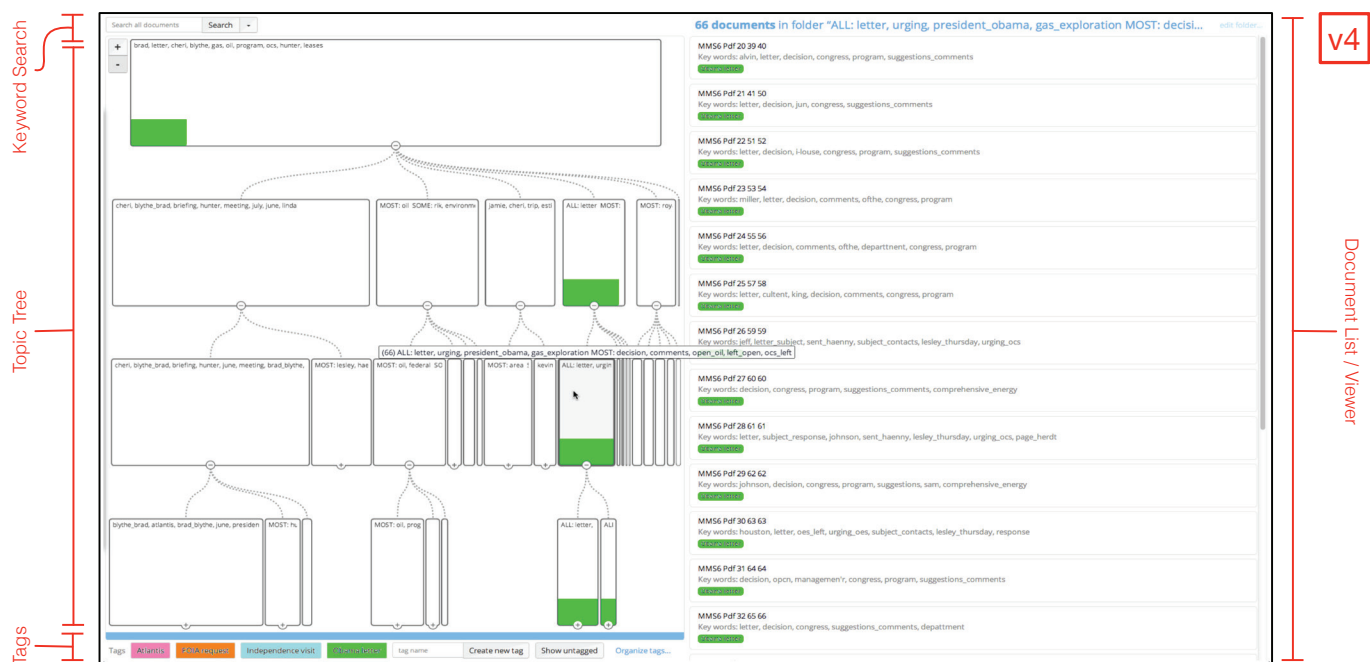 Keyword Search
Topic Tree
Tags
v4
Document List / Viewer
Search all documents
Search
66 documents in folder “ALL: letter, urging, president_obama, gas_exploration MOST: decisi...
edit folder...
+
-
brad, letter, cheri, blythe, gas, oil, program, ocs, hunter, leases
cheri, blythe_brad, briefing, hunter, meeting, july, june, linda
MOST: oil SOME: rik, environm
jamie, cheri, trip, esti
ALL: letter MOST:
MOST: roy
(66) ALL: letter, urging, president_obama, gas_exploration MOST: decision, comments, open_oil, left_open, ocs_left
cheri, blythe_brad, briefing, hunter, june, meeting, brad_blythe,
MOST: lesley, hae
MOST: oil, federal SO
MOST: area S
kevin
ALL: letter, urgin
blythe_brad, atlantis, brad_blythe, june, presiden
MOST: hu
MOST: oil, prog
ALL: letter,
ALI
Tags
Atlantis
FOIA request
Independence visit
tag name
Create new tag
Show untagged
Organize tags...
MMS6 Pdf 20 39 40
Key words: alvin, letter, decision, congress, program, suggestions_comments
MMS6 Pdf 21 41 50
Key words: letter, decision, jun, congress, suggestions_comments
MMS6 Pdf 22 51 52
Key words: letter, decision, i-louse, congress, program, suggestions_comments
MMS6 Pdf 23 53 54
Key words: miller, letter, decision, comments, ofthe, congress, program
MMS6 Pdf 24 55 56
Key words: letter, decision, comments, ofthe, departtnent, congress, program
MMS6 Pdf 25 57 58
Key words: letter, cultent, king, decision, comments, congress, program
MMS6 Pdf 26 59 59
Key words: jeff, letter_subject, sent_haenny, subject_contacts, lesley_thursday, urging_ocs
MMS6 Pdf 27 60 60
Key words: decision, congress, program, suggestions_comments, comprehensive_energy
MMS6 Pdf 28 61 61
Key words: letter, subject_response, johnson, sent_haenny, lesley_thursday, urging_ocs, page_herdt
MMS6 Pdf 29 62 62
Key words: johnson, decision, congress, program, suggestions, sam, comprehensive_energy
MMS6 Pdf 30 63 63
Key words: houston, letter, oes_left, urging_oes, subject_contacts, lesley_thursday, response
MMS6 Pdf 31 64 64
Key words: decision, opcn, managemen'r, congress, program, suggestions_comments
MMS6 Pdf 32 65 66
Key words: letter, decision, congress, suggestions_comments, depattment